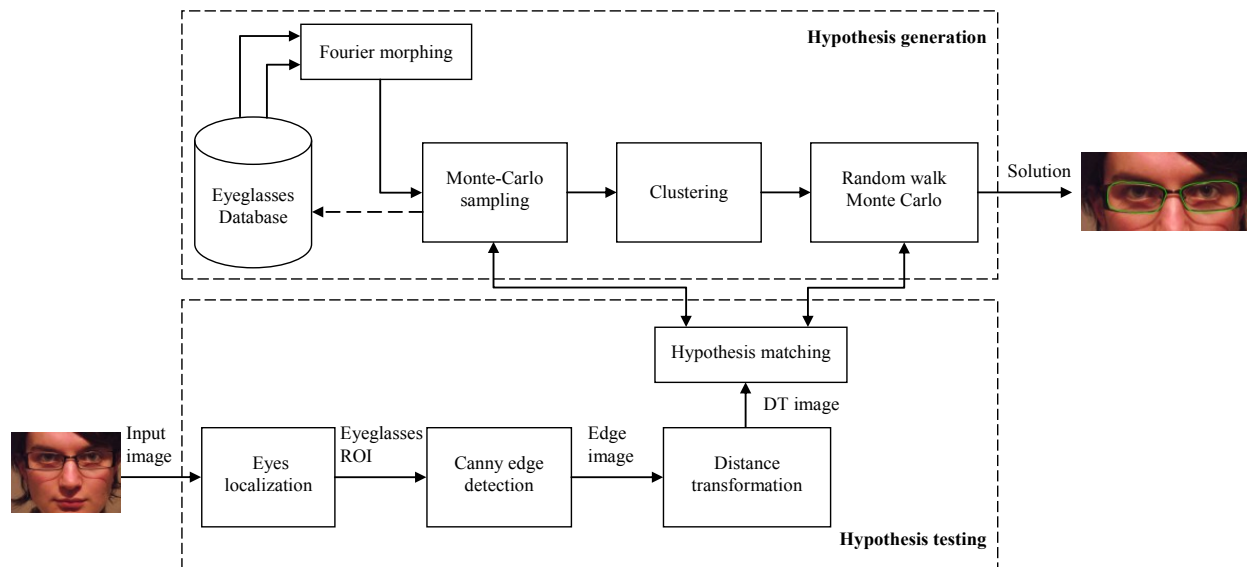 Hypothesis generation
Fourier morphing
Eyeglasses
Database
Monte-Carlo
sampling
Clustering
Random walk
Monte Carlo
Solution
Hypothesis matching
DT image
Input
image
Eyes
localization
Eyeglasses
ROI
Canny edge
detection
Edge
image
Distance
transformation
Hypothesis testing